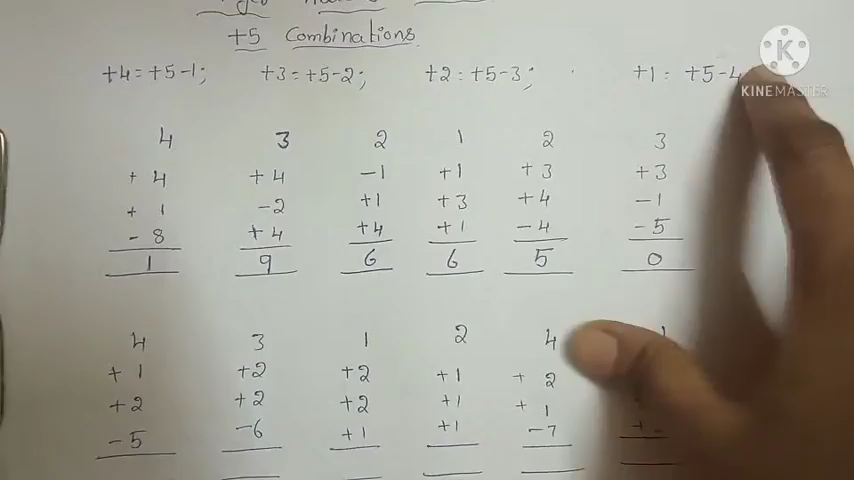 +5 Combinations
+4=+5-1; +3=+5-2; +2=+5-3; +1= +5-4
4 3 2 1 2 3
+4 +4 -1 +1 +3 +3
+1 -2 +1 +3 +4 -1
-8 +4 +4 +1 -4 -5
1 9 6 6 5 0
4 3 1 2 4
+1 +2 +2 +1 +2
+2 +2 +2 +1 +1
-5 -6 +1 +1 -7
K
KINEMASTER